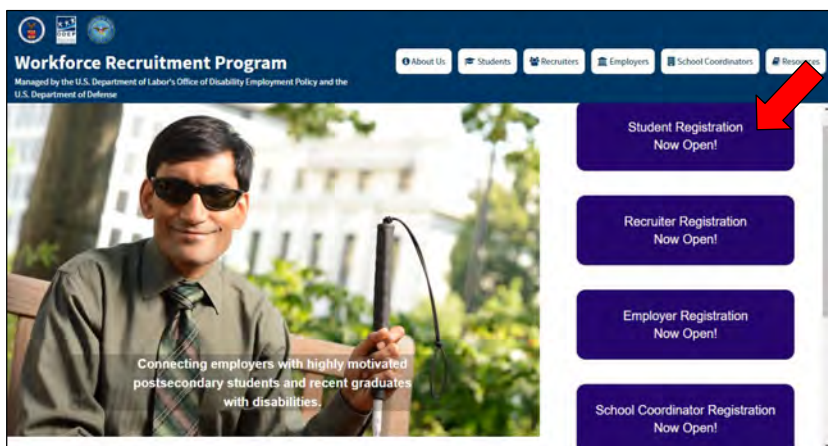 ODEP
Workforce Recruitment Program
Managed by the U.S. Department of Labor's Office of Disability Employment Policy and the
U.S. Department of Defense
About Us
Students
Recruiters
Employers
School Coordinators
Resources
Student Registration
Now Open!
Recruiter Registration
Now Open!
Employer Registration
Now Open!
School Coordinator Registration
Now Open!
Connecting employers with highly motivated
postsecondary students and recent graduates
with disabilities.